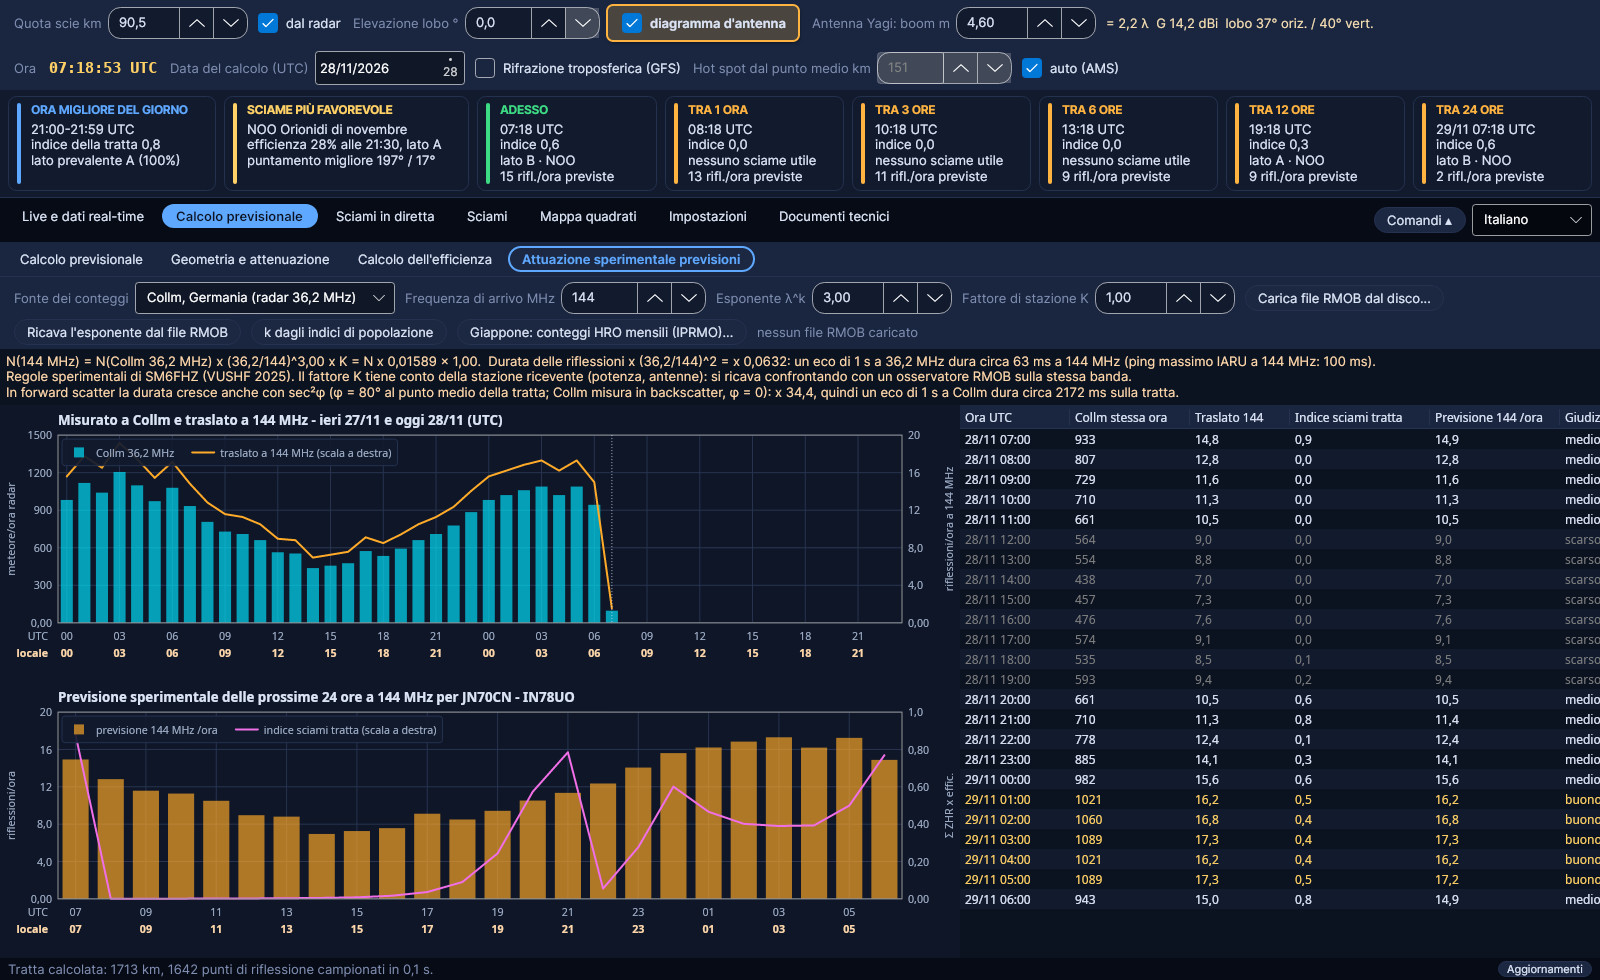 Quota scie km 90,5 dal radar Elevazione lobo ° 0,0 diagramma d'antenna Antenna Yagi: boom m 4,60 = 2,2 λ G 14,2 dBi lobo 37° oriz. / 40° vert.
Ora 07:18:53 UTC Data del calcolo (UTC) 28/11/2026 28 Rifrazione troposferica (GFS) Hot spot dal punto medio km 151 auto (AMS)
ORA MIGLIORE DEL GIORNO
21:00-21:59 UTC
indice della tratta 0,8
lato prevalente A (100%)
SCIAME PIÙ FAVOREVOLE
NOO Orionidi di novembre
efficienza 28% alle 21:30, lato A
puntamento migliore 197° / 17°
ADESSO
07:18 UTC
indice 0,6
lato B · NOO
15 rifl./ora previste
TRA 1 ORA
08:18 UTC
indice 0,0
nessuno sciame utile
13 rifl./ora previste
TRA 3 ORE
10:18 UTC
indice 0,0
nessuno sciame utile
11 rifl./ora previste
TRA 6 ORE
13:18 UTC
indice 0,0
nessuno sciame utile
9 rifl./ora previste
TRA 12 ORE
19:18 UTC
indice 0,3
lato A · NOO
9 rifl./ora previste
TRA 24 ORE
29/11 07:18 UTC
indice 0,6
lato B · NOO
2 rifl./ora previste
Live e dati real-time Calcolo previsionale Sciami in diretta Sciami Mappa quadrati Impostazioni Documenti tecnici Comandi ▴ Italiano
Calcolo previsionale Geometria e attenuazione Calcolo dell'efficienza Attuazione sperimentale previsioni
Fonte dei conteggi Collm, Germania (radar 36,2 MHz) Frequenza di arrivo MHz 144 Esponente λ^k 3,00 Fattore di stazione K 1,00 Carica file RMOB dal disco...
Ricava l'esponente dal file RMOB k dagli indici di popolazione Giappone: conteggi HRO mensili (IPRMO)... nessun file RMOB caricato
N(144 MHz) = N(Collm 36,2 MHz) x (36,2/144)^3,00 x K = N x 0,01589 × 1,00. Durata delle riflessioni x (36,2/144)^2 = x 0,0632: un eco di 1 s a 36,2 MHz dura circa 63 ms a 144 MHz (ping massimo IARU a 144 MHz: 100 ms).
Regole sperimentali di SM6FHZ (VUSHF 2025). Il fattore K tiene conto della stazione ricevente (potenza, antenne): si ricava confrontando con un osservatore RMOB sulla stessa banda.
In forward scatter la durata cresce anche con sec²φ (φ = 80° al punto medio della tratta; Collm misura in backscatter, φ = 0): x 34,4, quindi un eco di 1 s a Collm dura circa 2172 ms sulla tratta.
Misurato a Collm e traslato a 144 MHz - ieri 27/11 e oggi 28/11 (UTC)
Collm 36,2 MHz traslato a 144 MHz (scala a destra)
meteore/ora radar
1500
1200
900
600
300
0,00
20
16
12
8,0
4,0
0,00
riflessioni/ora a 144 MHz
UTC 00 03 06 09 12 15 18 21 00 03 06 09 12 15 18 21
locale 00 03 06 09 12 15 18 21 00 03 06 09 12 15 18 21
Previsione sperimentale delle prossime 24 ore a 144 MHz per JN70CN - IN78UO
previsione 144 MHz /ora indice sciami tratta (scala a destra)
riflessioni/ora
20
16
12
8,0
4,0
0,00
1,0
0,80
0,60
0,40
0,20
0,00
Σ ZHR x effic.
UTC 07 09 11 13 15 17 19 21 23 01 03 05
locale 07 09 11 13 15 17 19 21 23 01 03 05
Ora UTC Collm stessa ora Traslato 144 Indice sciami tratta Previsione 144 /ora Giudiz
28/11 07:00 933 14,8 0,9 14,9 medio
28/11 08:00 807 12,8 0,0 12,8 medio
28/11 09:00 729 11,6 0,0 11,6 medio
28/11 10:00 710 11,3 0,0 11,3 medio
28/11 11:00 661 10,5 0,0 10,5 medio
28/11 12:00 564 9,0 0,0 9,0 scarso
28/11 13:00 554 8,8 0,0 8,8 scarso
28/11 14:00 438 7,0 0,0 7,0 scarso
28/11 15:00 457 7,3 0,0 7,3 scarso
28/11 16:00 476 7,6 0,0 7,6 scarso
28/11 17:00 574 9,1 0,0 9,1 scarso
28/11 18:00 535 8,5 0,1 8,5 scarso
28/11 19:00 593 9,4 0,2 9,4 scarso
28/11 20:00 661 10,5 0,6 10,5 medio
28/11 21:00 710 11,3 0,8 11,4 medio
28/11 22:00 778 12,4 0,1 12,4 medio
28/11 23:00 885 14,1 0,3 14,1 medio
29/11 00:00 982 15,6 0,6 15,6 medio
29/11 01:00 1021 16,2 0,5 16,2 buono
29/11 02:00 1060 16,8 0,4 16,8 buono
29/11 03:00 1089 17,3 0,4 17,3 buono
29/11 04:00 1021 16,2 0,4 16,2 buono
29/11 05:00 1089 17,3 0,5 17,2 buono
29/11 06:00 943 15,0 0,8 14,9 medio
Tratta calcolata: 1713 km, 1642 punti di riflessione campionati in 0,1 s. Aggiornamenti